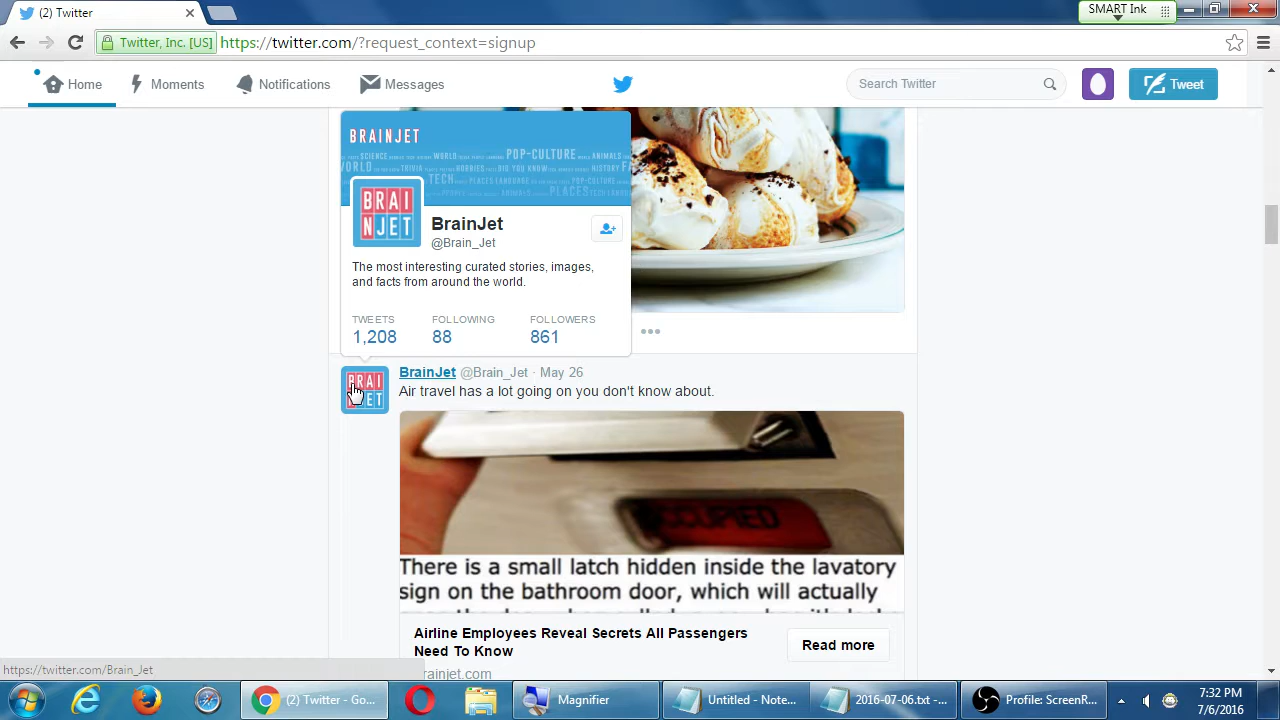 (2) Twitter
SMART Ink
Twitter, Inc. [US]
https://twitter.com/?request_context=signup
Home
Moments
Notifications
Messages
Search Twitter
Tweet
BRAINJET
POP-CULTURE
BRAI
NJET
BrainJet
@Brain_Jet
The most interesting curated stories, images,
and facts from around the world.
TWEETS FOLLOWING FOLLOWERS
1,208 88 861
BRAI
JET
BrainJet @Brain_Jet · May 26
Air travel has a lot going on you don't know about.
OCCUPIED
There is a small latch hidden inside the lavatory
sign on the bathroom door, which will actually
Airline Employees Reveal Secrets All Passengers
Need To Know
Read more
rainjet.com
https://twitter.com/Brain_Jet
(2) Twitter - Go...
Magnifier
Untitled - Note...
2016-07-06.txt -...
Profile: ScreenR...
7:32 PM
7/6/2016